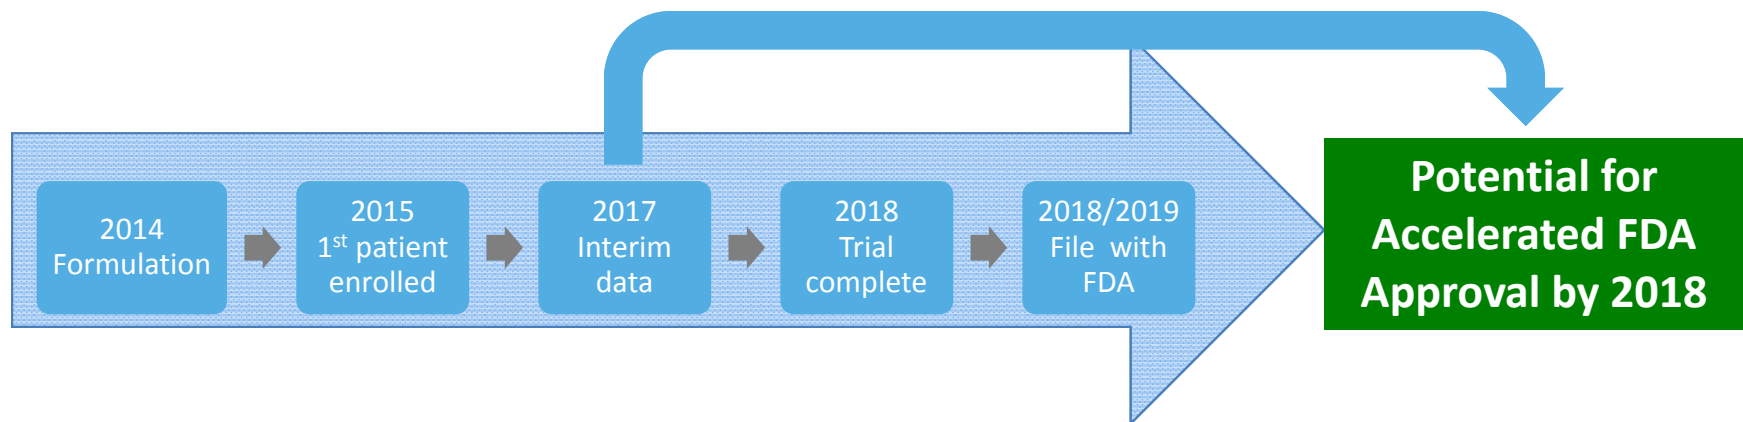 2014
Formulation
2015
1st patient
enrolled
2017
Interim
data
2018
Trial
complete
2018/2019
File with
FDA
Potential for
Accelerated FDA
Approval by 2018